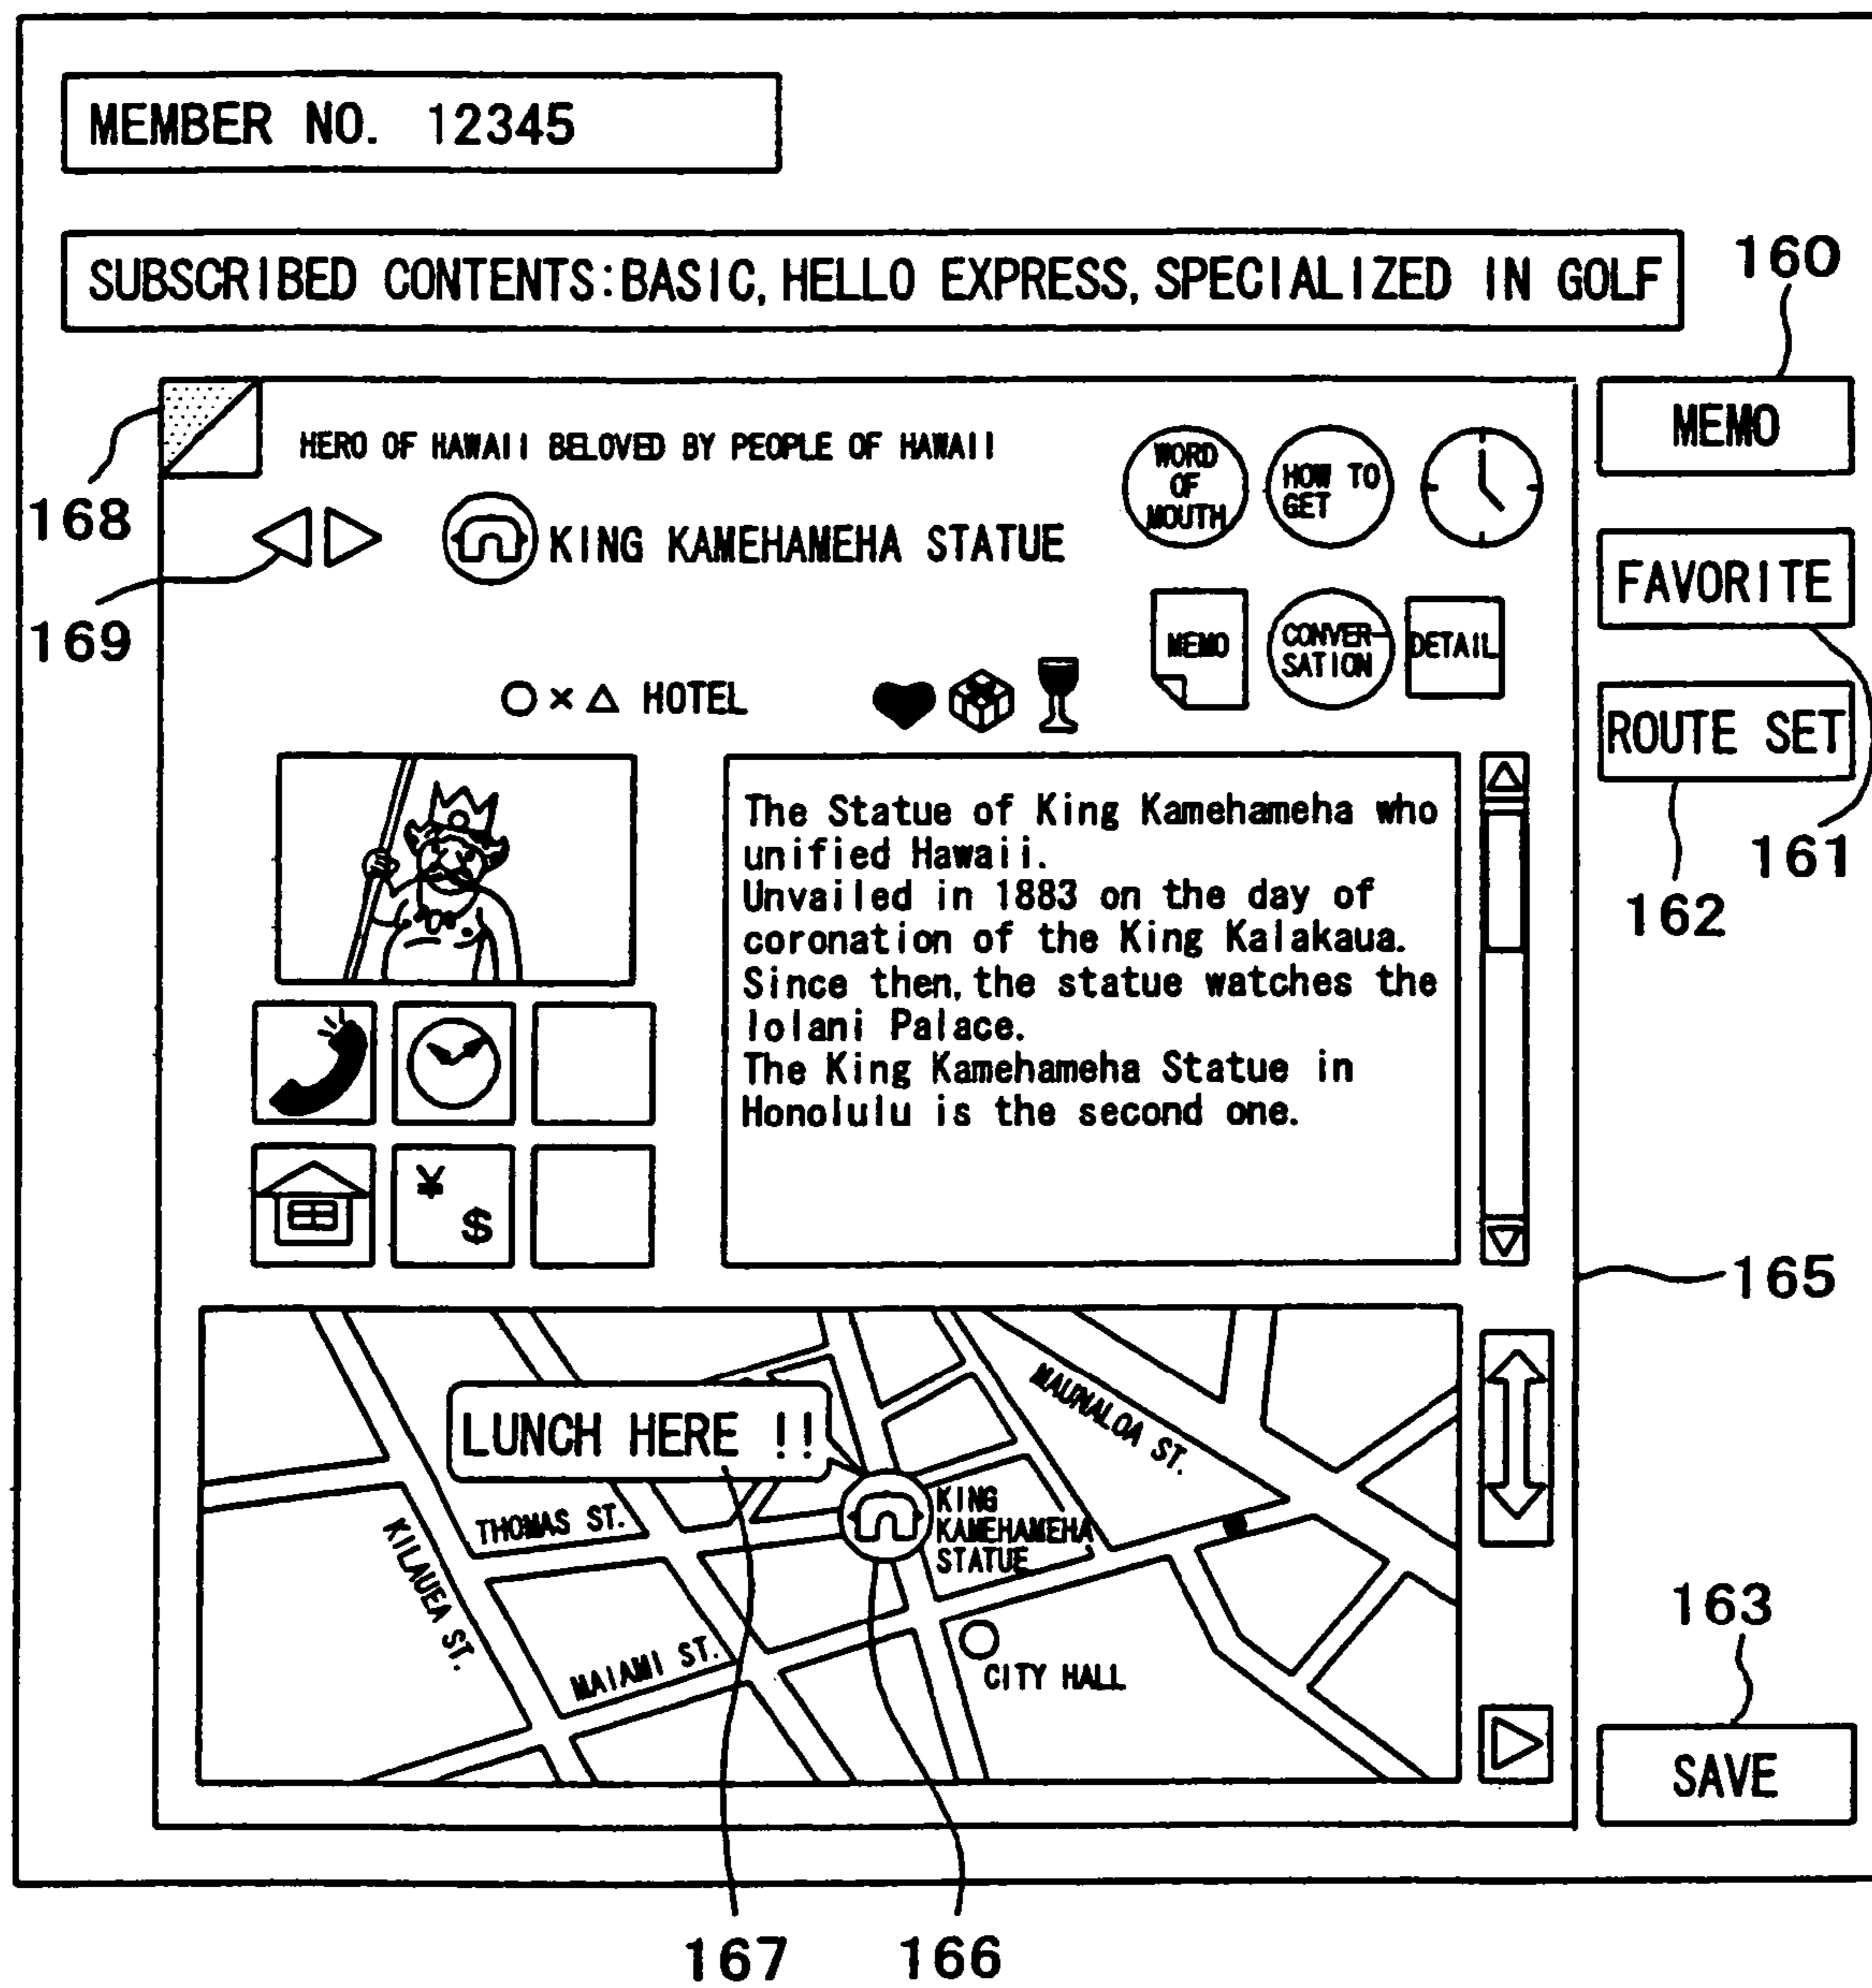 MEMBER NO. 12345
SUBSCRIBED CONTENTS:BASIC, HELLO EXPRESS, SPECIALIZED IN GOLF
160
MEMO
HERO OF HAWAII BELOVED BY PEOPLE OF HAWAII
WORD
OF
MOUTH
HOW TO
GET
168
KING KAMEHAMEHA STATUE
FAVORITE
169
MEMO
CONVER-
SATION
DETAIL
○×△ HOTEL
ROUTE SET
161
162
The Statue of King Kamehameha who
unified Hawaii.
Unvailed in 1883 on the day of
coronation of the King Kalakaua.
Since then, the statue watches the
Iolani Palace.
The King Kamehameha Statue in
Honolulu is the second one.
¥
$
165
MAUNALOA ST.
LUNCH HERE !!
KING
KAMEHAMEHA
STATUE
THOMAS ST.
KILAUEA ST.
MAIAMI ST.
CITY HALL
163
SAVE
167
166